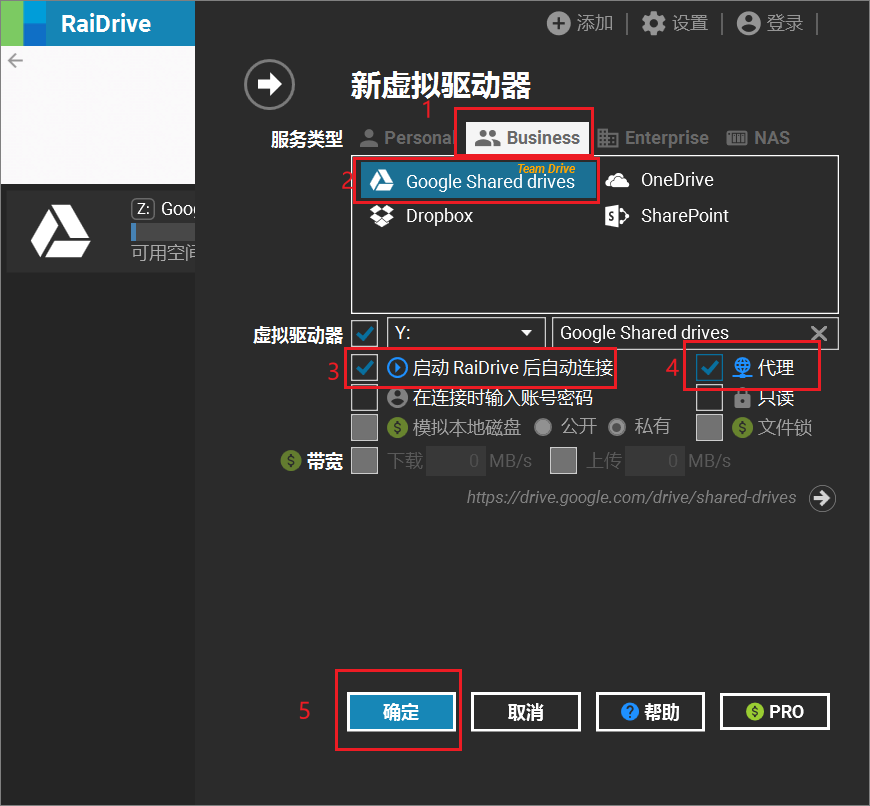 RaiDrive
添加 | 设置 | 登录 |
新虚拟驱动器
1
服务类型 Personal Business Enterprise NAS
Team Drive
2 Google Shared drives OneDrive
Dropbox SharePoint
Z: Goo
可用空间
虚拟驱动器 Y: Google Shared drives
3 启动 RaiDrive 后自动连接 4 代理
在连接时输入账号密码 只读
模拟本地磁盘 公开 私有 文件锁
带宽 下载 0 MB/s 上传 0 MB/s
https://drive.google.com/drive/shared-drives
5 确定 取消 帮助 PRO